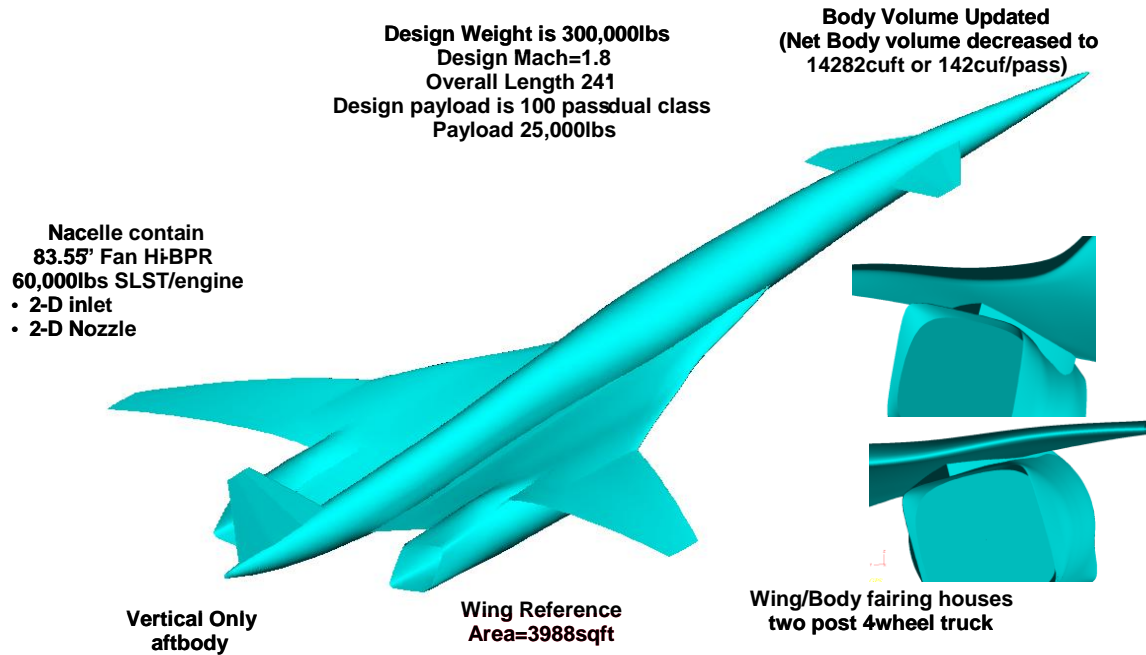 Design Weight is 300,000lbs
Design Mach=1.8
Overall Length 241'
Design payload is 100 passdual class
Payload 25,000lbs
Body Volume Updated
(Net Body volume decreased to
14282cuft or 142cuf/pass)
Nacelle contain
83.55” Fan Hi-BPR
60,000lbs SLST/engine
• 2-D inlet
• 2-D Nozzle
Vertical Only
aftbody
Wing Reference
Area=3988sqft
Wing/Body fairing houses
two post 4wheel truck